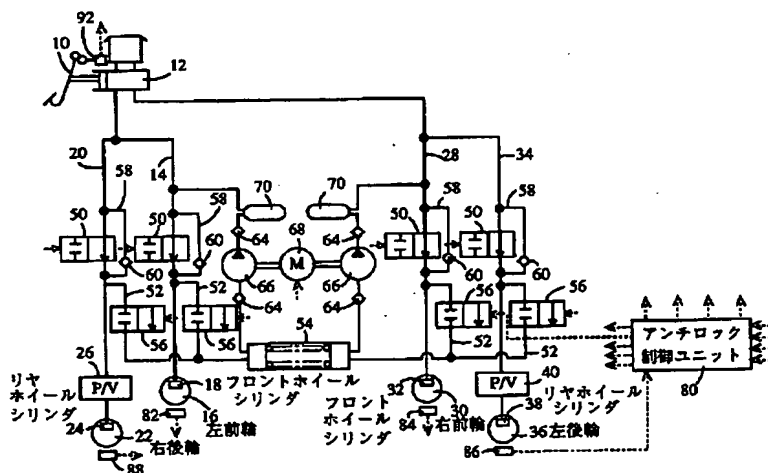 92
10
12
20
14
28
34
58
58
58
58
50
50
50
50
70
70
64
64
68
M
66
66
64
64
60
60
60
60
52
52
52
52
56
56
56
56
54
アンチロック
制御ユニット
80
26
P/V
リヤ
ホイール
シリンダ
24
22
右後輪
88
18
16
82
左前輪
フロントホイール
シリンダ
フロント
ホイール
シリンダ
32
30
84
右前輪
P/V
40
リヤホイール
シリンダ
38
36
左後輪
86